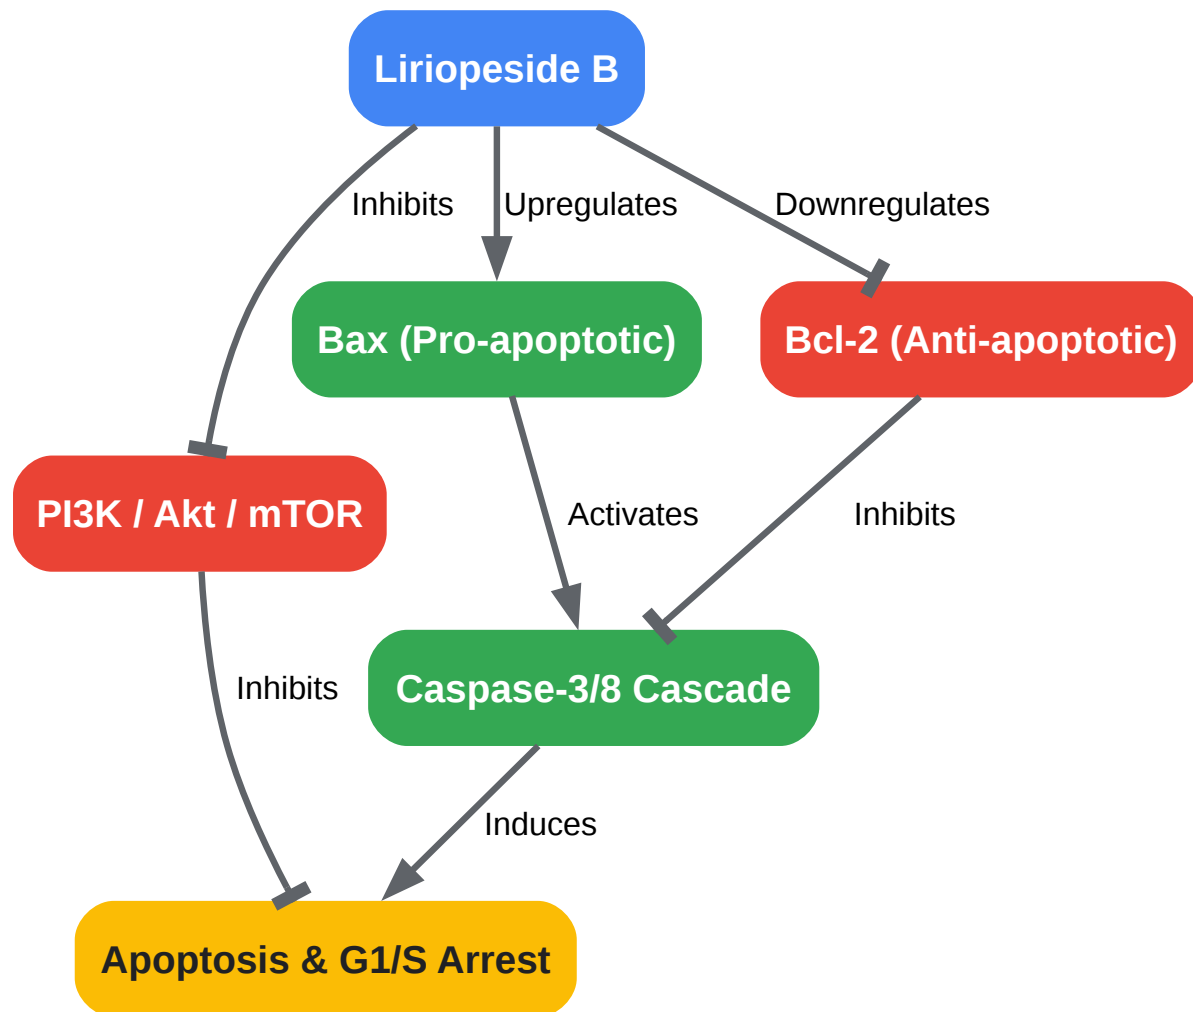 Liriopeside B
Inhibits
Upregulates
Downregulates
Bax (Pro-apoptotic)
Bcl-2 (Anti-apoptotic)
PI3K / Akt / mTOR
Activates
Inhibits
Inhibits
Caspase-3/8 Cascade
Induces
Apoptosis & G1/S Arrest